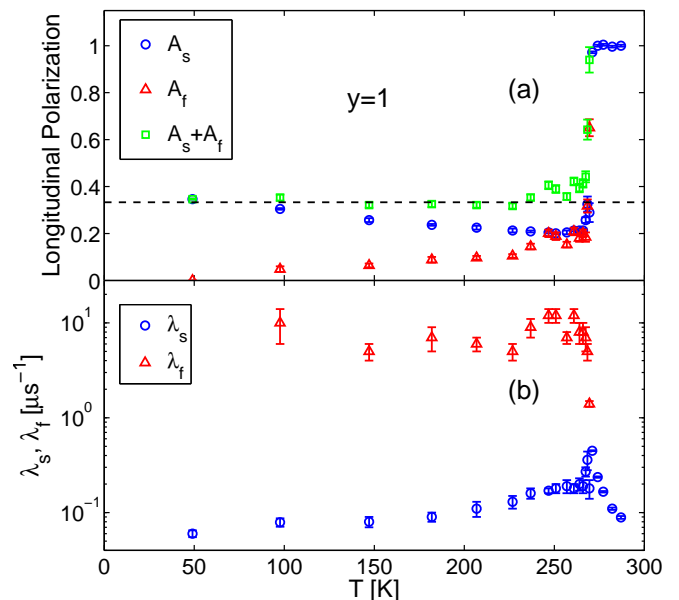 Longitudinal Polarization
1
0.8
0.6
0.4
0.2
0
A_s
A_f
A_s+A_f
y=1
(a)
λ_s, λ_f [μs⁻¹]
10¹
10⁰
10⁻¹
λ_s
λ_f
(b)
0 50 100 150 200 250 300
T [K]